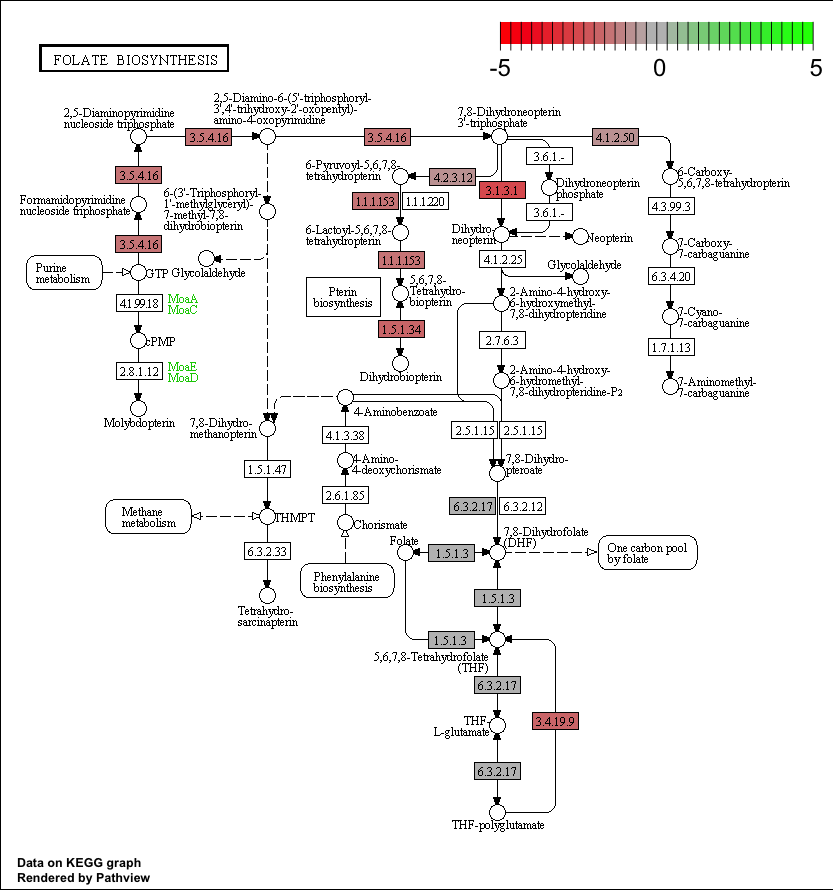 -5 0 5
FOLATE BIOSYNTHESIS
2,5-Diaminopyrimidine
nucleoside triphosphate
2,5-Diamino-6-(5'-triphosphoryl-
3',4'-trihydroxy-2'-oxopentyl)-
amino-4-oxopyrimidine
7,8-Dihydroneopterin
3'-triphosphate
3.5.4.16
3.5.4.16
4.1.2.50
3.6.1.-
6-Pyruvoyl-5,6,7,8-
tetrahydropterin
4.2.3.12
3.1.3.1
Dihydroneopterin
phosphate
3.6.1.-
6-Carboxy-
5,6,7,8-tetrahydropterin
3.5.4.16
Formamidopyrimidine
nucleoside triphosphate
6-(3'-Triphosphoryl-
1'-methylglyceryl)-
7-methyl-7,8-
dihydrobiopterin
1.1.1.153
1.1.1.220
4.3.99.3
3.5.4.16
6-Lactoyl-5,6,7,8-
tetrahydropterin
Dihydro-
neopterin
Neopterin
7-Carboxy-
7-carbaguanine
Purine
metabolism
GTP
Glycolaldehyde
1.1.1.153
4.1.2.25
Glycolaldehyde
6.3.4.20
4.1.99.18
MoaA
MoaC
Pterin
biosynthesis
5,6,7,8-
Tetrahydro-
biopterin
2-Amino-4-hydroxy-
6-hydroxymethyl-
7,8-dihydropteridine
7-Cyano-
7-carbaguanine
cPMP
1.5.1.34
2.7.6.3
1.7.1.13
2.8.1.12
MoaE
MoaD
Dihydrobiopterin
2-Amino-4-hydroxy-
6-hydromethyl-
7,8-dihydropteridine-P2
7-Aminomethyl-
7-carbaguanine
Molybdopterin
4-Aminobenzoate
7,8-Dihydro-
methanopterin
4.1.3.38
2.5.1.15
2.5.1.15
1.5.1.47
4-Amino-
4-deoxychorismate
7,8-Dihydro-
pteroate
2.6.1.85
6.3.2.17
6.3.2.12
Methane
metabolism
THMPT
Chorismate
7,8-Dihydrofolate
(DHF)
Folate
1.5.1.3
One carbon pool
by folate
6.3.2.33
Phenylalanine
biosynthesis
1.5.1.3
Tetrahydro-
sarcinapterin
1.5.1.3
5,6,7,8-Tetrahydrofolate
(THF)
6.3.2.17
THF-
L-glutamate
3.4.19.9
6.3.2.17
THF-polyglutamate
Data on KEGG graph
Rendered by Pathview